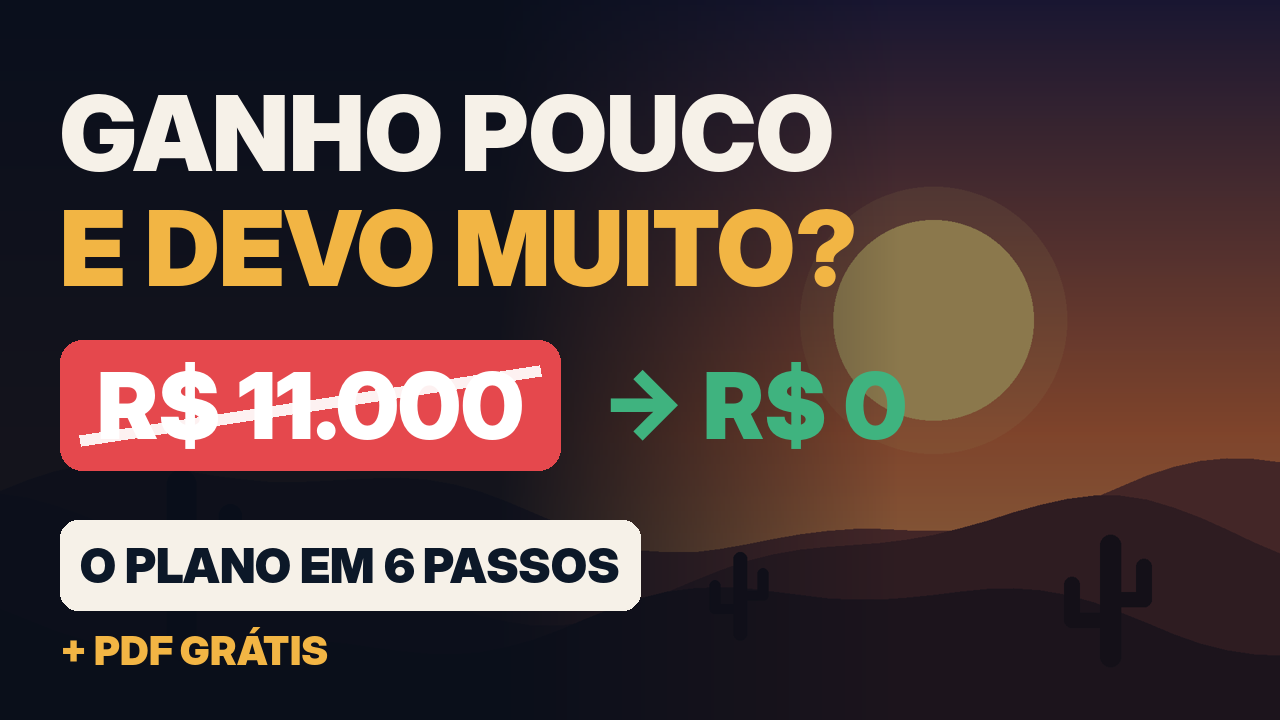 GANHO POUCO
E DEVO MUITO?
R$ 11.000 → R$ 0
O PLANO EM 6 PASSOS
+ PDF GRÁTIS